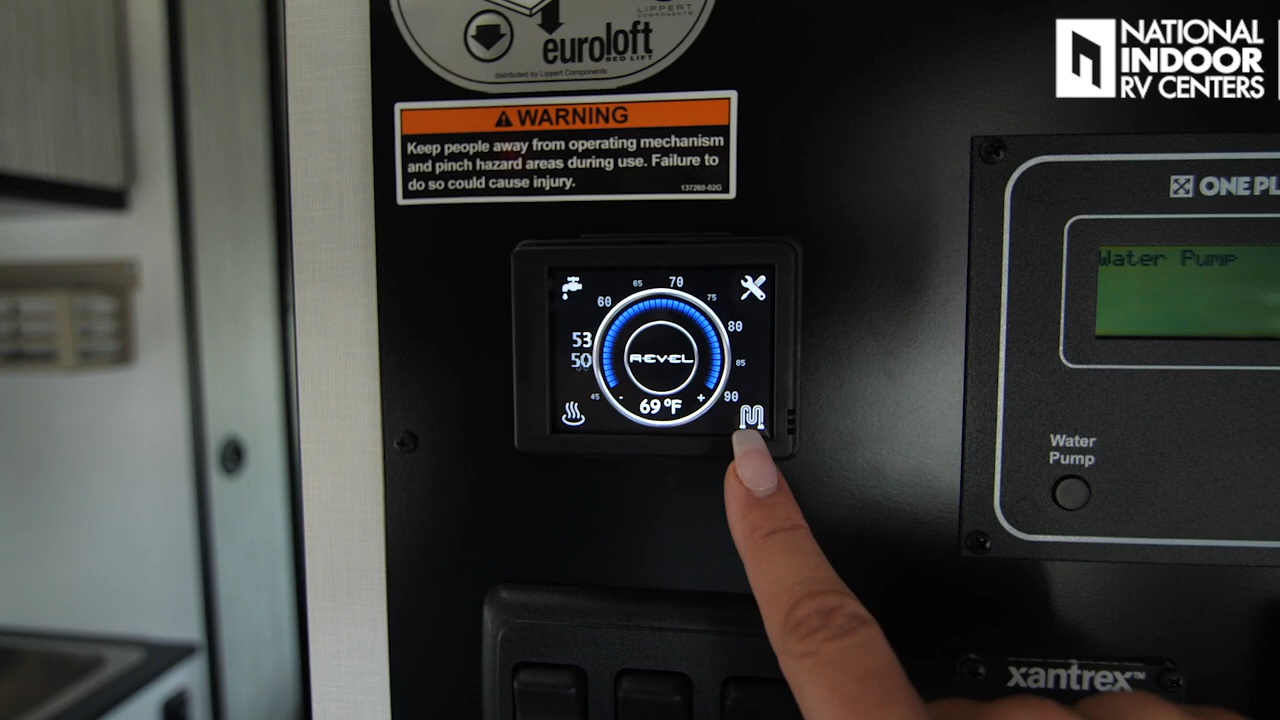 LIPPERT
COMPONENTS
euroloft
BED LIFT
distributed by Lippert Components
NATIONAL
INDOOR
RV CENTERS
WARNING
Keep people away from operating mechanism
and pinch hazard areas during use. Failure to
do so could cause injury.
137260-02G
ONE PL
Water Pump
65 70 75
60 80
53
50 85
45 - + 90
REVEL
69°F
Water
Pump
xantrex™